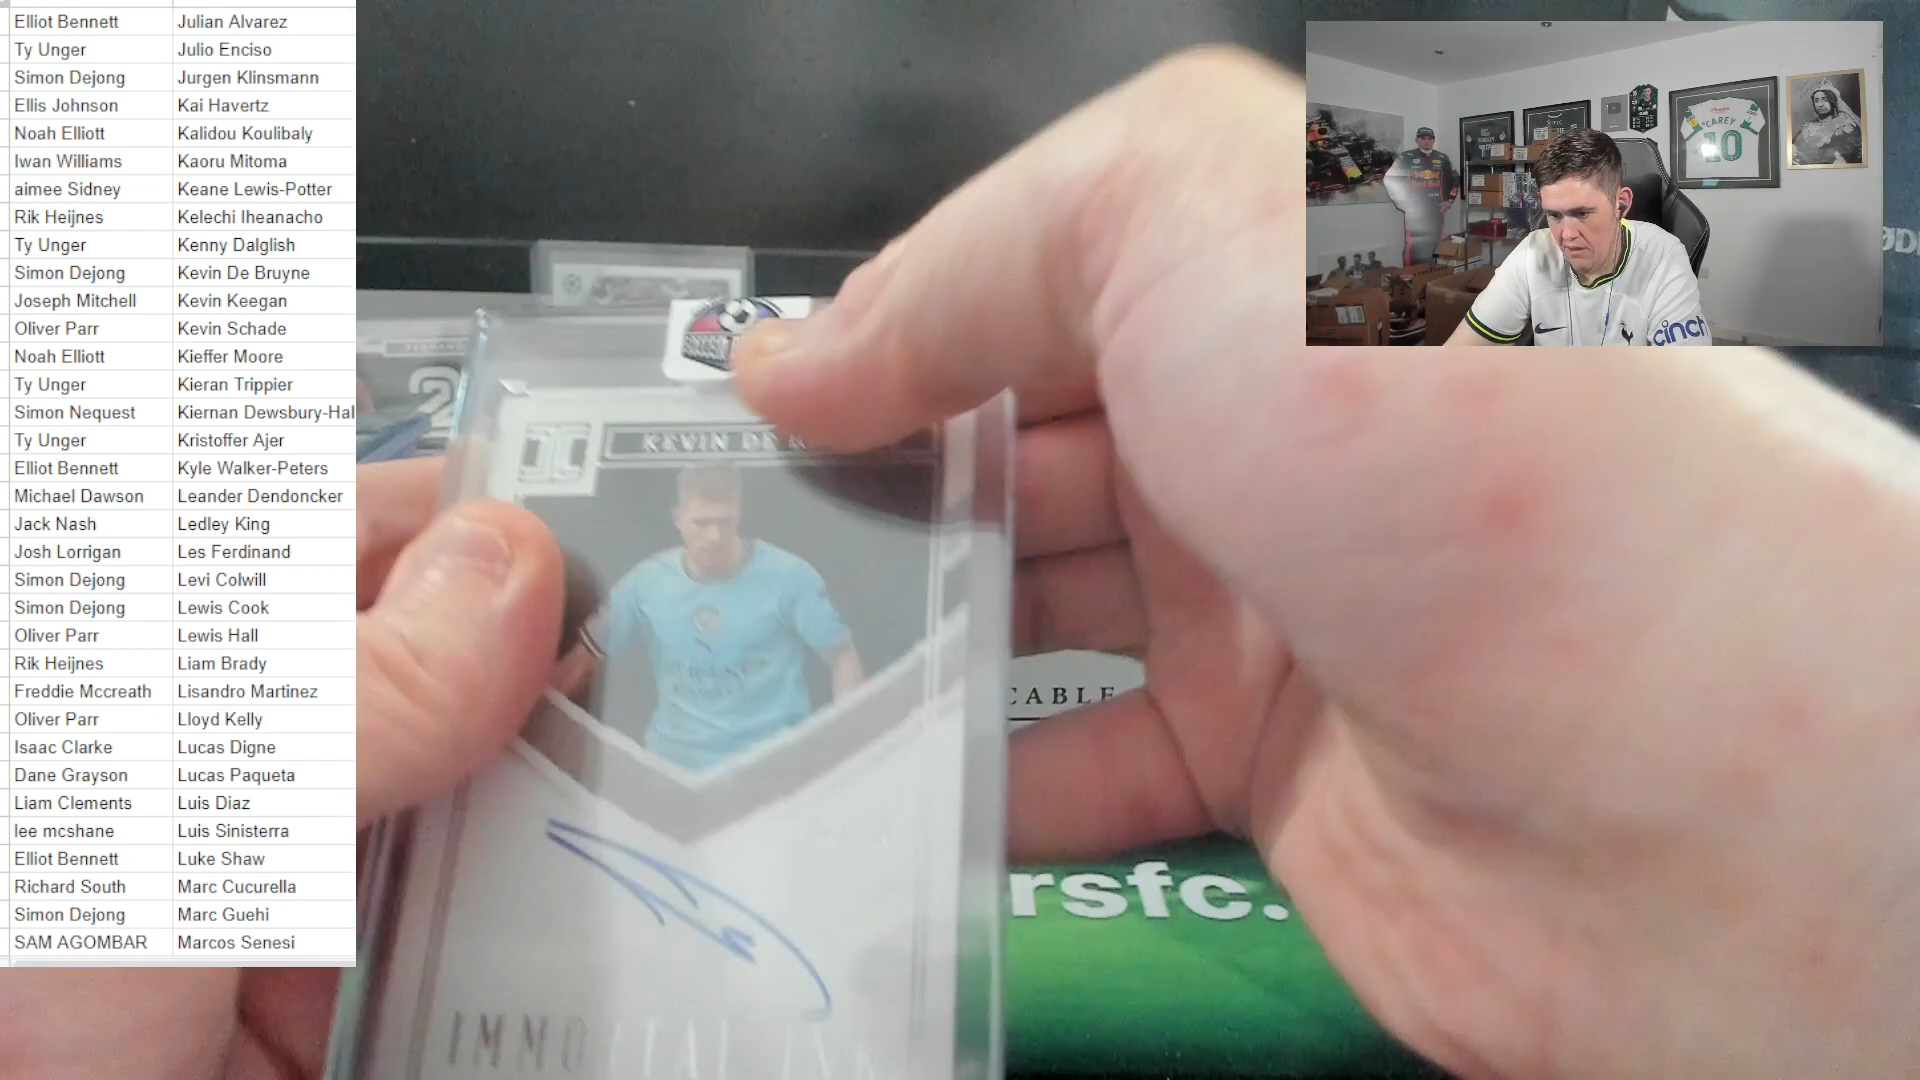 Elliot Bennett Julian Alvarez
Ty Unger Julio Enciso
Simon Dejong Jurgen Klinsmann
Ellis Johnson Kai Havertz
Noah Elliott Kalidou Koulibaly
Iwan Williams Kaoru Mitoma
aimee Sidney Keane Lewis-Potter
Rik Heijnes Kelechi Iheanacho
Ty Unger Kenny Dalglish
Simon Dejong Kevin De Bruyne
Joseph Mitchell Kevin Keegan
Oliver Parr Kevin Schade
Noah Elliott Kieffer Moore
Ty Unger Kieran Trippier
Simon Nequest Kiernan Dewsbury-Hal
Ty Unger Kristoffer Ajer
Elliot Bennett Kyle Walker-Peters
Michael Dawson Leander Dendoncker
Jack Nash Ledley King
Josh Lorrigan Les Ferdinand
Simon Dejong Levi Colwill
Simon Dejong Lewis Cook
Oliver Parr Lewis Hall
Rik Heijnes Liam Brady
Freddie Mccreath Lisandro Martinez
Oliver Parr Lloyd Kelly
Isaac Clarke Lucas Digne
Dane Grayson Lucas Paqueta
Liam Clements Luis Diaz
lee mcshane Luis Sinisterra
Elliot Bennett Luke Shaw
Richard South Marc Cucurella
Simon Dejong Marc Guehi
SAM AGOMBAR Marcos Senesi
KEVIN DE
IMMORTAL INK
CABLE
rsfc.
CAREY
10
cinch
2